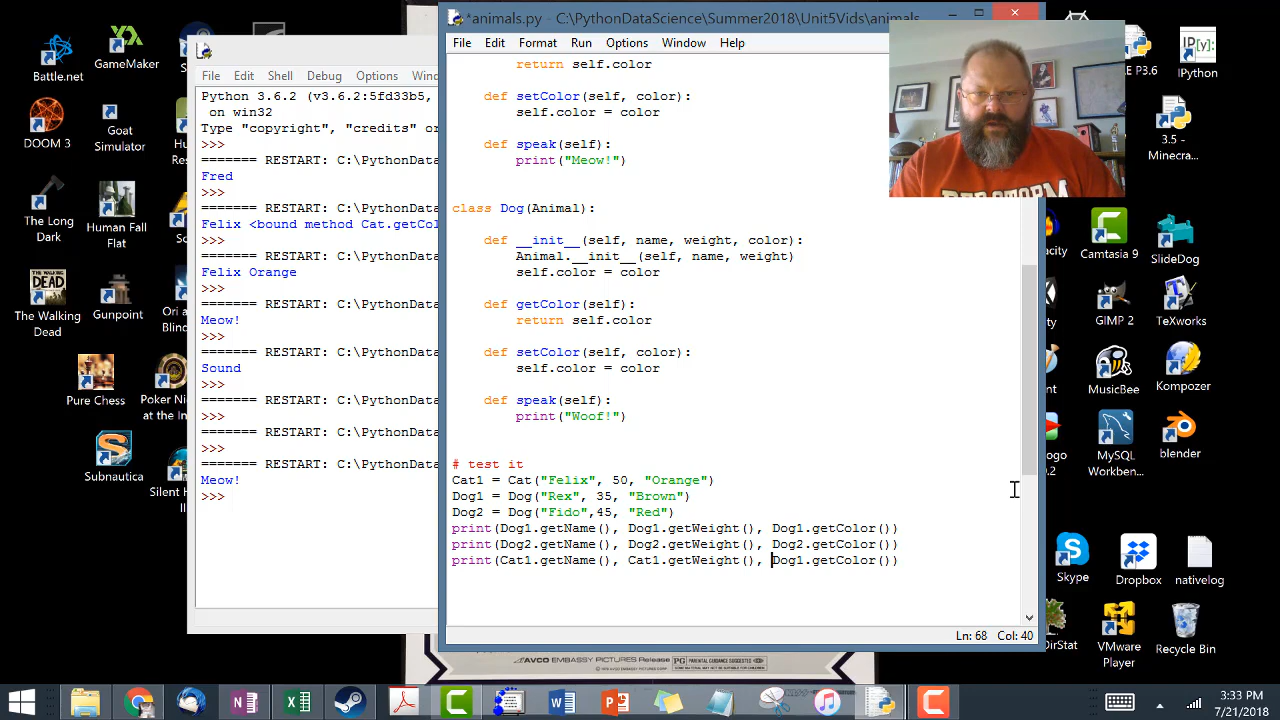 *animals.py - C:\PythonDataScience\Summer2018\Unit5Vids\animals
File Edit Format Run Options Window Help
File Edit Shell Debug Options
Python 3.6.2 (v3.6.2:5fd33b5,
on win32
Type "copyright", "credits" or
>>>
======= RESTART: C:\PythonData
Fred
>>>
======= RESTART: C:\PythonData
Felix <bound method Cat.getCol
>>>
======= RESTART: C:\PythonData
Felix Orange
>>>
======= RESTART: C:\PythonData
Meow!
>>>
======= RESTART: C:\PythonData
Sound
>>>
======= RESTART: C:\PythonData
>>>
======= RESTART: C:\PythonData
>>>
======= RESTART: C:\PythonData
Meow!
>>>
return self.color
def setColor(self, color):
self.color = color
def speak(self):
print("Meow!")
class Dog(Animal):
def __init__(self, name, weight, color):
Animal.__init__(self, name, weight)
self.color = color
def getColor(self):
return self.color
def setColor(self, color):
self.color = color
def speak(self):
print("Woof!")
# test it
Cat1 = Cat("Felix", 50, "Orange")
Dog1 = Dog("Rex", 35, "Brown")
Dog2 = Dog("Fido",45, "Red")
print(Dog1.getName(), Dog1.getWeight(), Dog1.getColor())
print(Dog2.getName(), Dog2.getWeight(), Dog2.getColor())
print(Cat1.getName(), Cat1.getWeight(), Dog1.getColor())
Ln: 68 Col: 40
Battle.net
GameMaker
DOOM 3
Goat
Simulator
The Long
Dark
Human Fall
Flat
The Walking
Dead
Gunpoint
Pure Chess
Poker Nig
at the In
Subnautica
Silent H
P3.6
IPython
3.5 -
Minecra...
Camtasia 9
SlideDog
GIMP 2
TeXworks
MusicBee
Kompozer
MySQL
Workben...
blender
Skype
Dropbox
nativelog
VMware
Player
Recycle Bin
AVCO EMBASSY PICTURES Release
PG PARENTAL GUIDANCE SUGGESTED
3:33 PM
7/21/2018